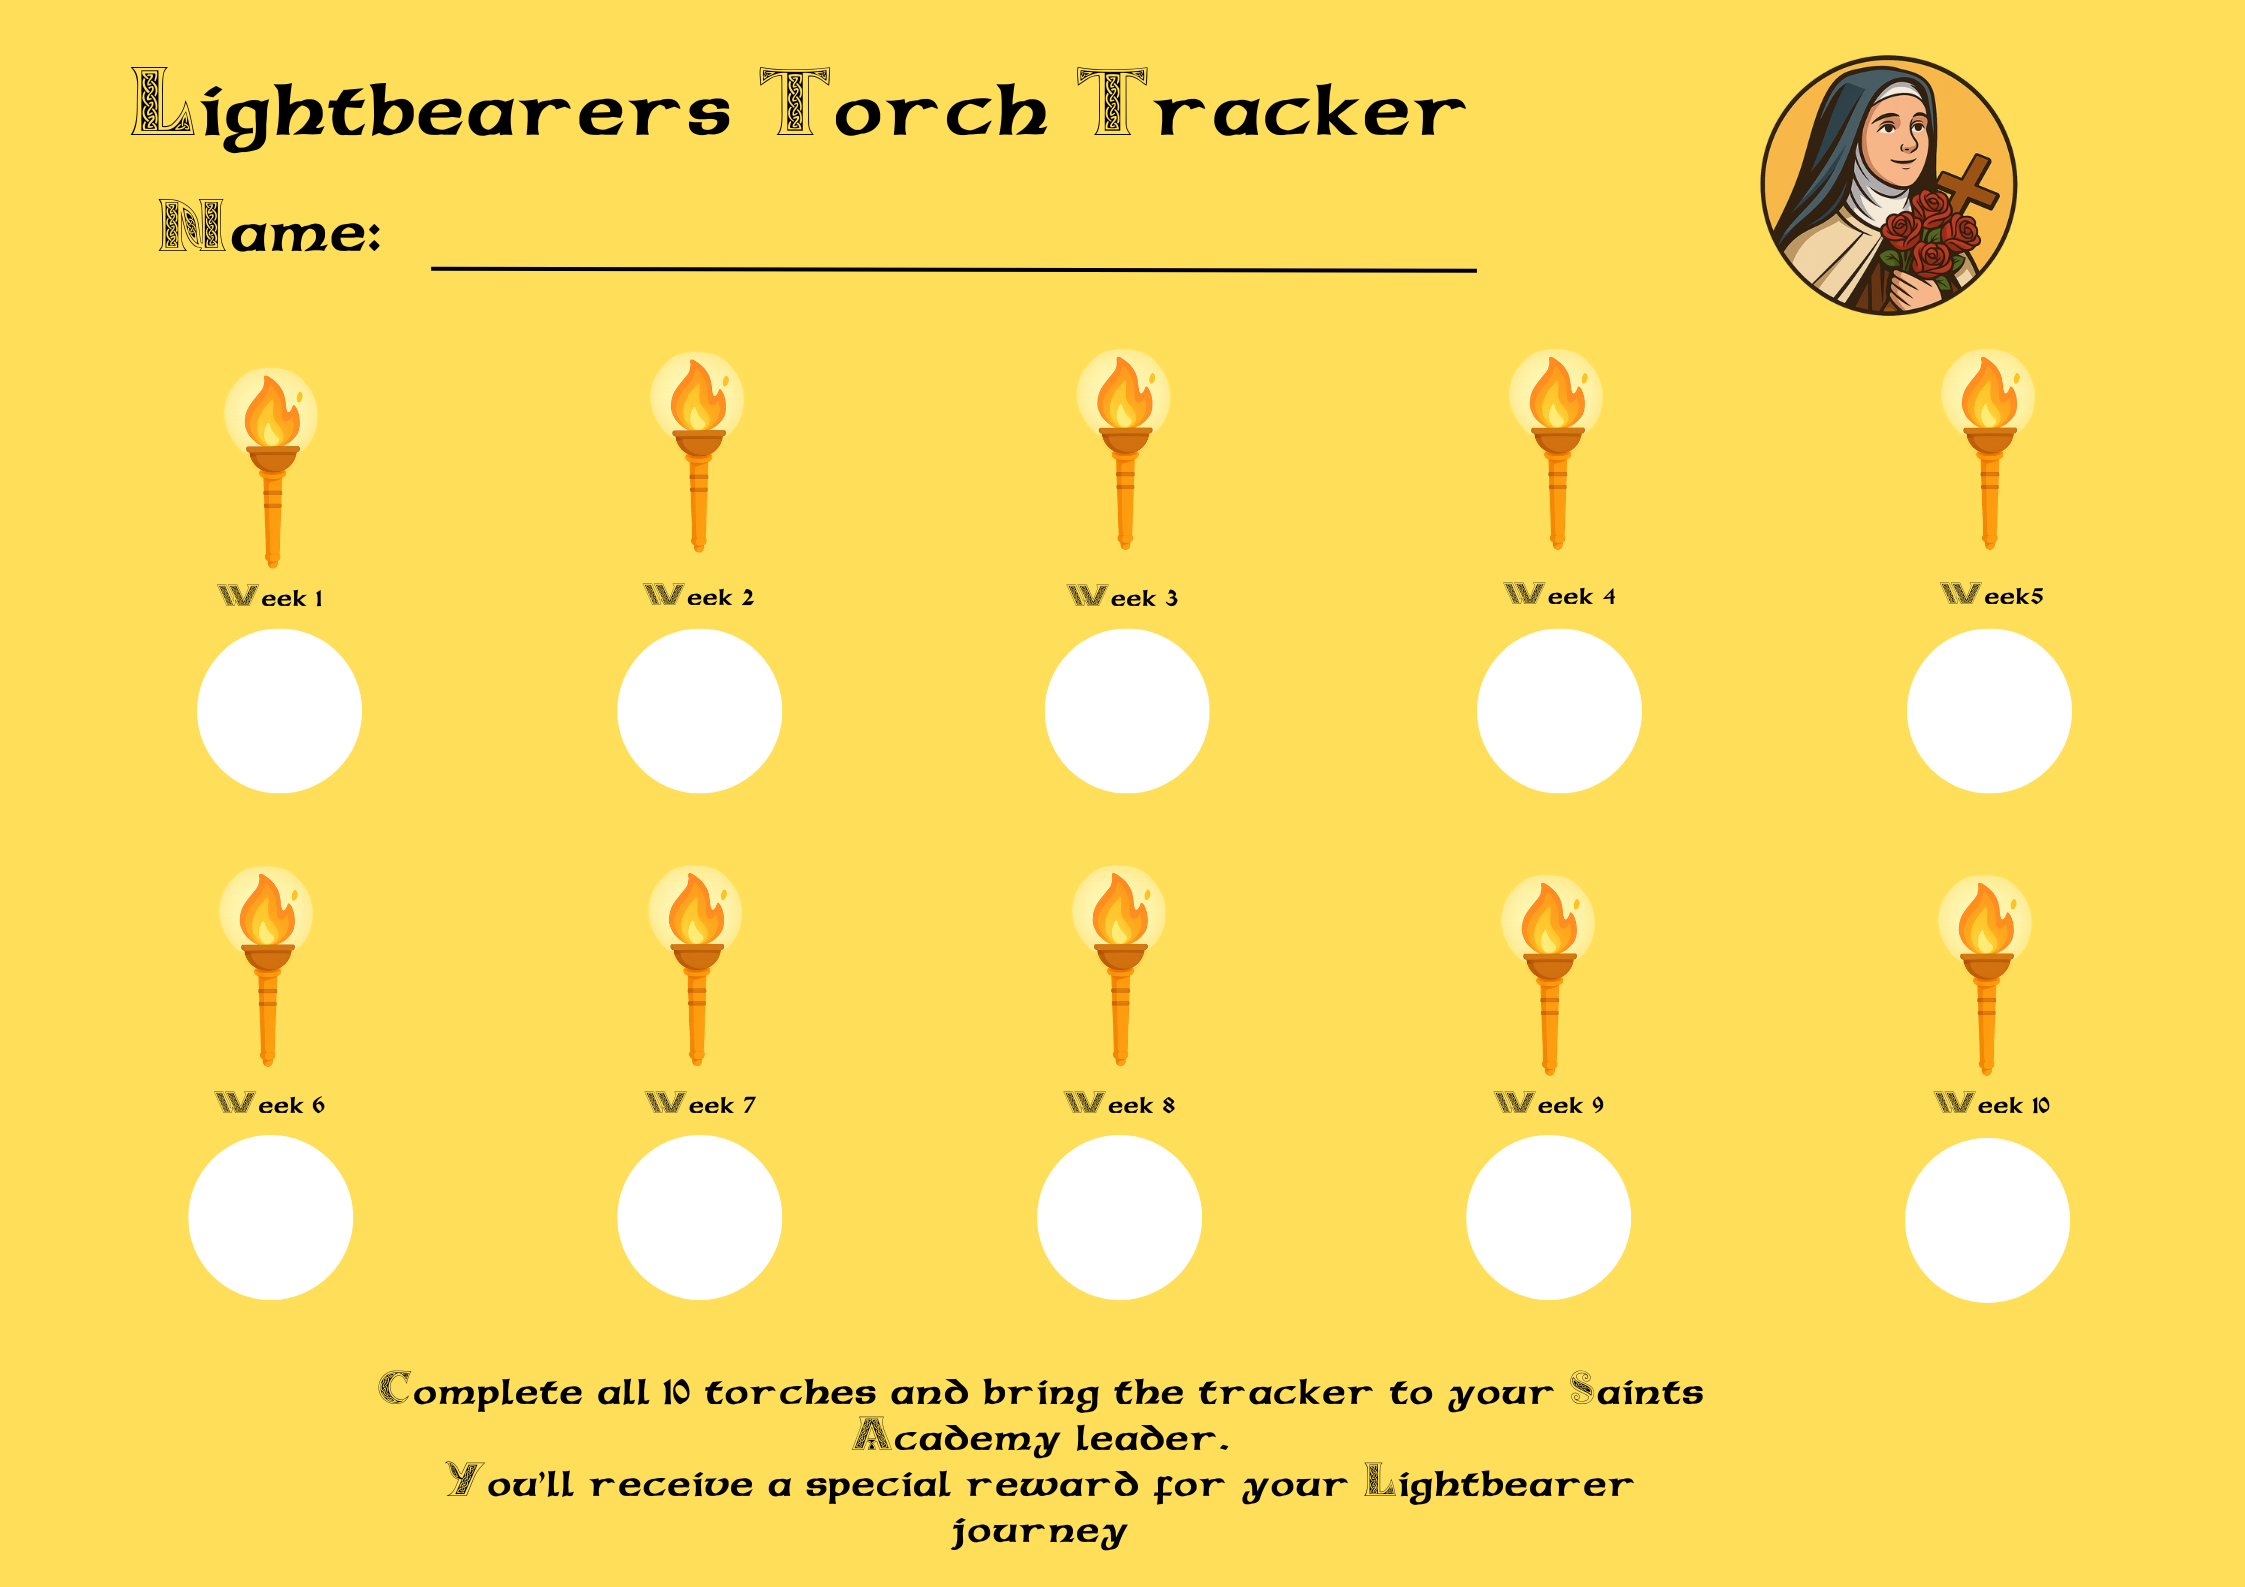 Lightbearers Torch Tracker
Name:
Week 1
Week 2
Week 3
Week 4
Week5
Week 6
Week 7
Week 8
Week 9
Week 10
Complete all 10 torches and bring the tracker to your Saints
Academy leader.
You'll receive a special reward for your Lightbearer
journey